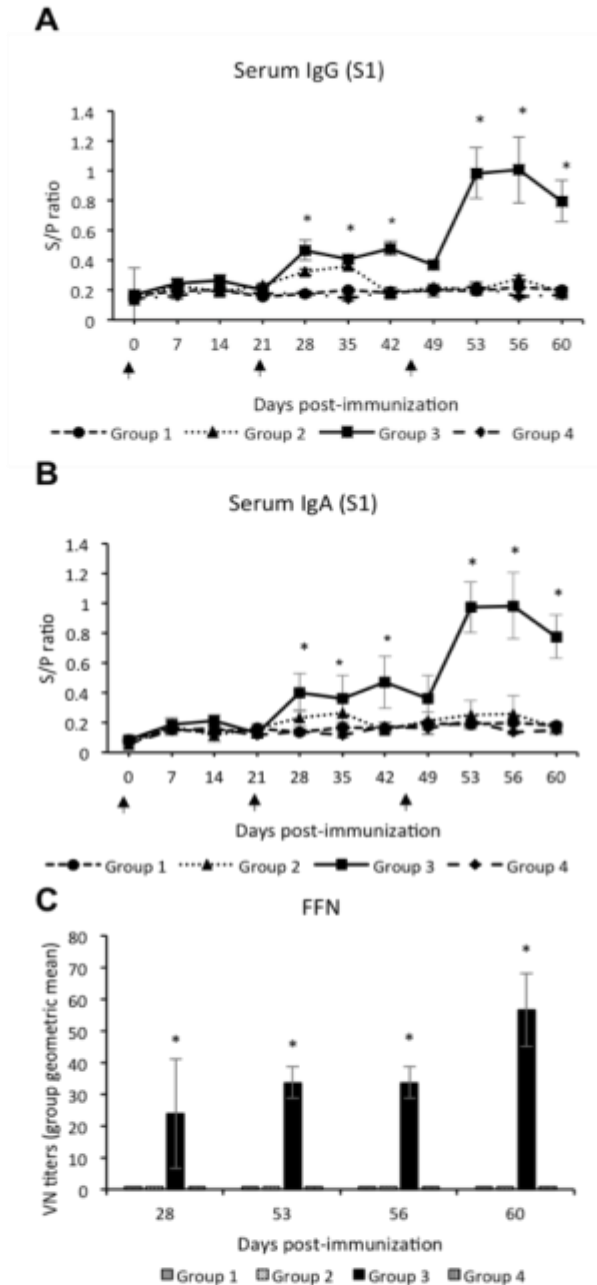 A
Serum IgG (S1)
1.4
1.2
1
0.8
0.6
0.4
0.2
0
S/P ratio
* * * * * *
0 7 14 21 28 35 42 49 53 56 60
Days post-immunization
Group 1 Group 2 Group 3 Group 4
B
Serum IgA (S1)
1.4
1.2
1
0.8
0.6
0.4
0.2
0
S/P ratio
* * * * * *
0 7 14 21 28 35 42 49 53 56 60
Days post-immunization
Group 1 Group 2 Group 3 Group 4
C
FFN
80
70
60
50
40
30
20
10
0
VN titers (group geometric mean)
* * * *
28 53 56 60
Days post-immunization
Group 1 Group 2 Group 3 Group 4